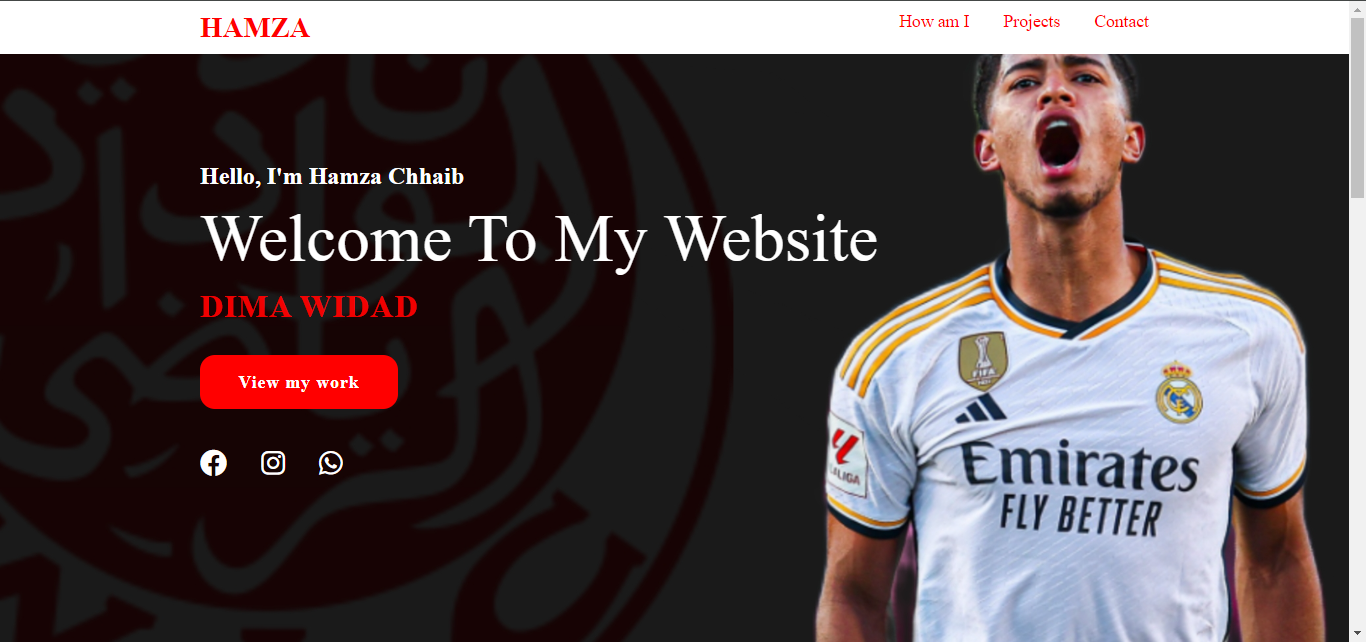 HAMZA
How am I Projects Contact
Hello, I'm Hamza Chhaib
Welcome To My Website
DIMA WIDAD
View my work
FIFA
LALIGA
Emirates
FLY BETTER